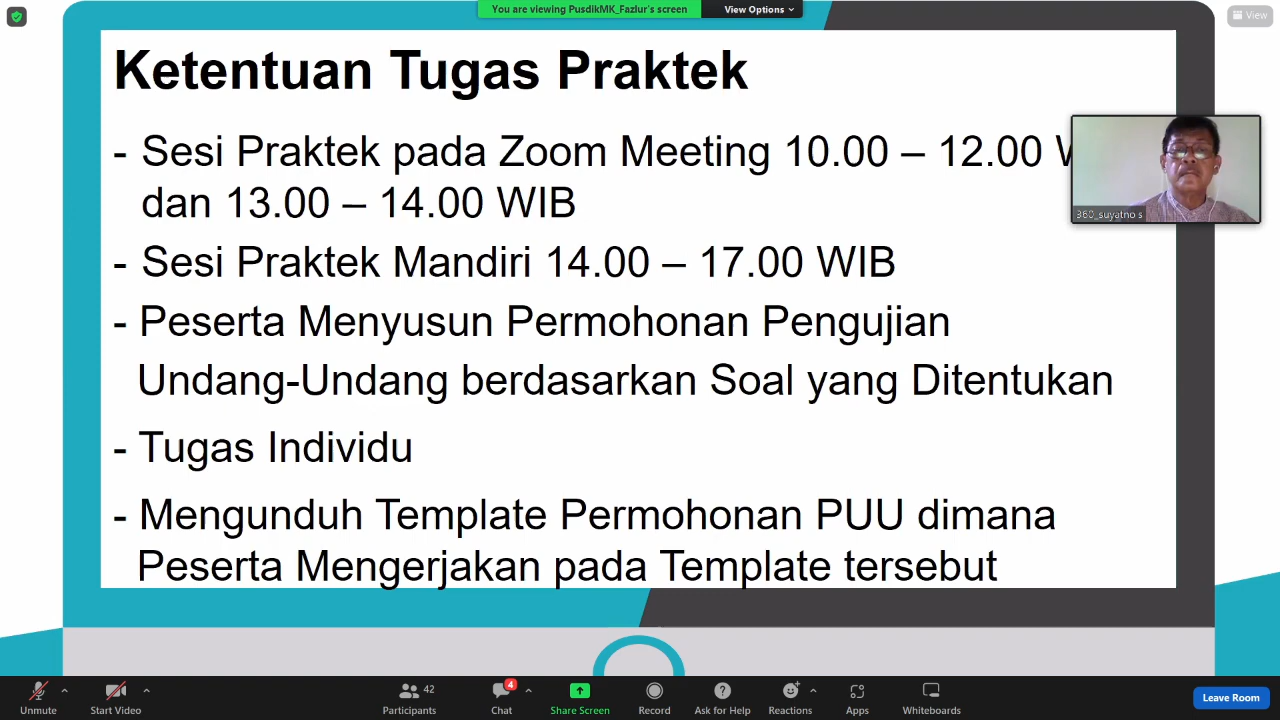 You are viewing PusdikMK_Fazlur's screen
View Options
View
Ketentuan Tugas Praktek
- Sesi Praktek pada Zoom Meeting 10.00 – 12.00
dan 13.00 – 14.00 WIB
360_suyatno s
- Sesi Praktek Mandiri 14.00 – 17.00 WIB
- Peserta Menyusun Permohonan Pengujian
Undang-Undang berdasarkan Soal yang Ditentukan
- Tugas Individu
- Mengunduh Template Permohonan PUU dimana
Peserta Mengerjakan pada Template tersebut
42
4
Unmute
Start Video
Participants
Chat
Share Screen
Record
Ask for Help
Reactions
Apps
Whiteboards
Leave Room